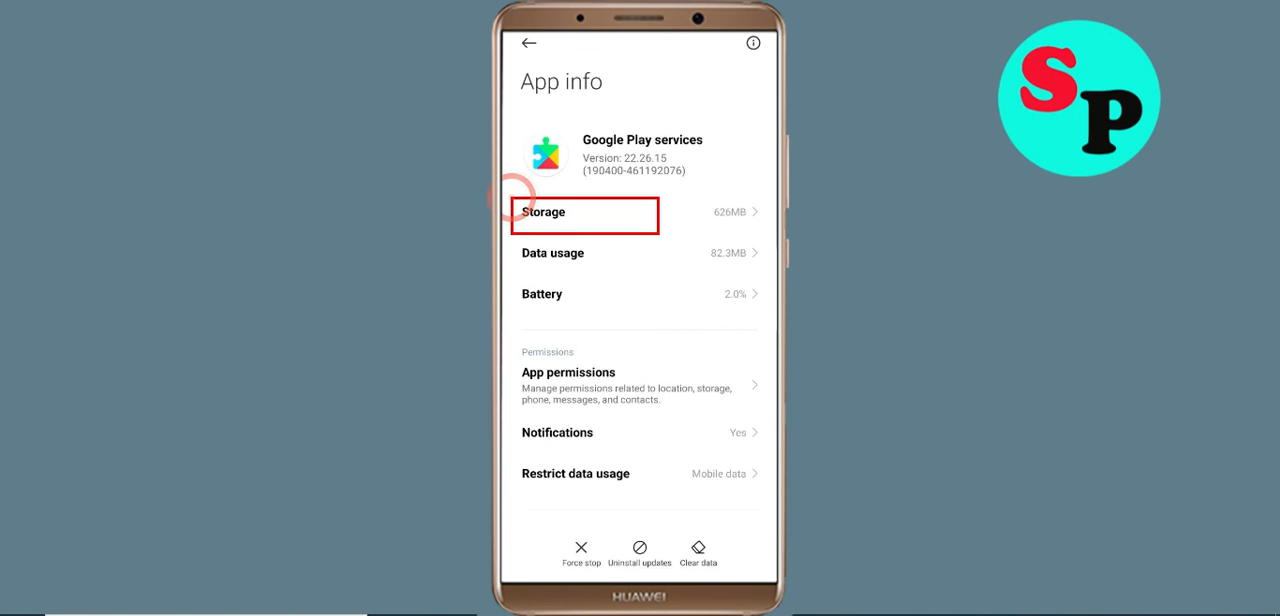 SP
App info
Google Play services
Version: 22.26.15
(190400-461192076)
Storage 626MB
Data usage 82.3MB
Battery 2.0%
Permissions
App permissions
Manage permissions related to location, storage,
phone, messages, and contacts.
Notifications Yes
Restrict data usage Mobile data
Force stop Uninstall updates Clear data
HUAWEI